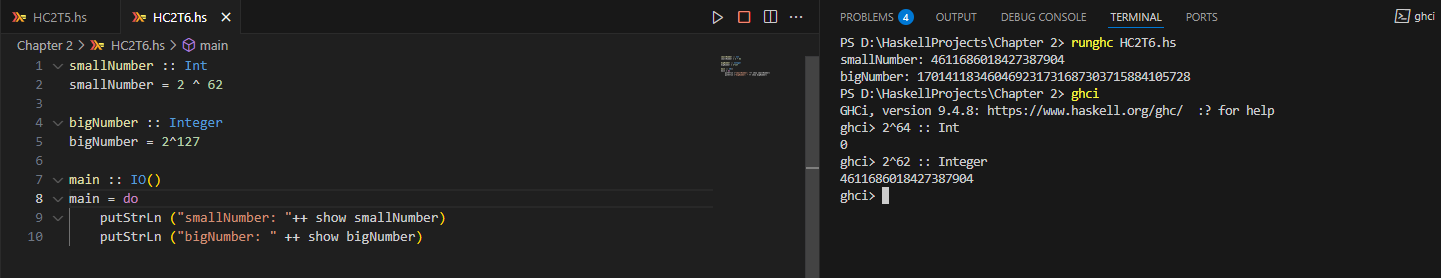 HC2T5.hs
HC2T6.hs
Chapter 2 > HC2T6.hs > main
1 smallNumber :: Int
2 smallNumber = 2 ^ 62
3
4 bigNumber :: Integer
5 bigNumber = 2^127
6
7 main :: IO()
8 main = do
9 putStrLn ("smallNumber: "++ show smallNumber)
10 putStrLn ("bigNumber: " ++ show bigNumber)
PROBLEMS 4 OUTPUT DEBUG CONSOLE TERMINAL PORTS
ghci
PS D:\HaskellProjects\Chapter 2> runghc HC2T6.hs
smallNumber: 4611686018427387904
bigNumber: 170141183460469231731687303715884105728
PS D:\HaskellProjects\Chapter 2> ghci
GHCi, version 9.4.8: https://www.haskell.org/ghc/  :? for help
ghci> 2^64 :: Int
0
ghci> 2^62 :: Integer
4611686018427387904
ghci>